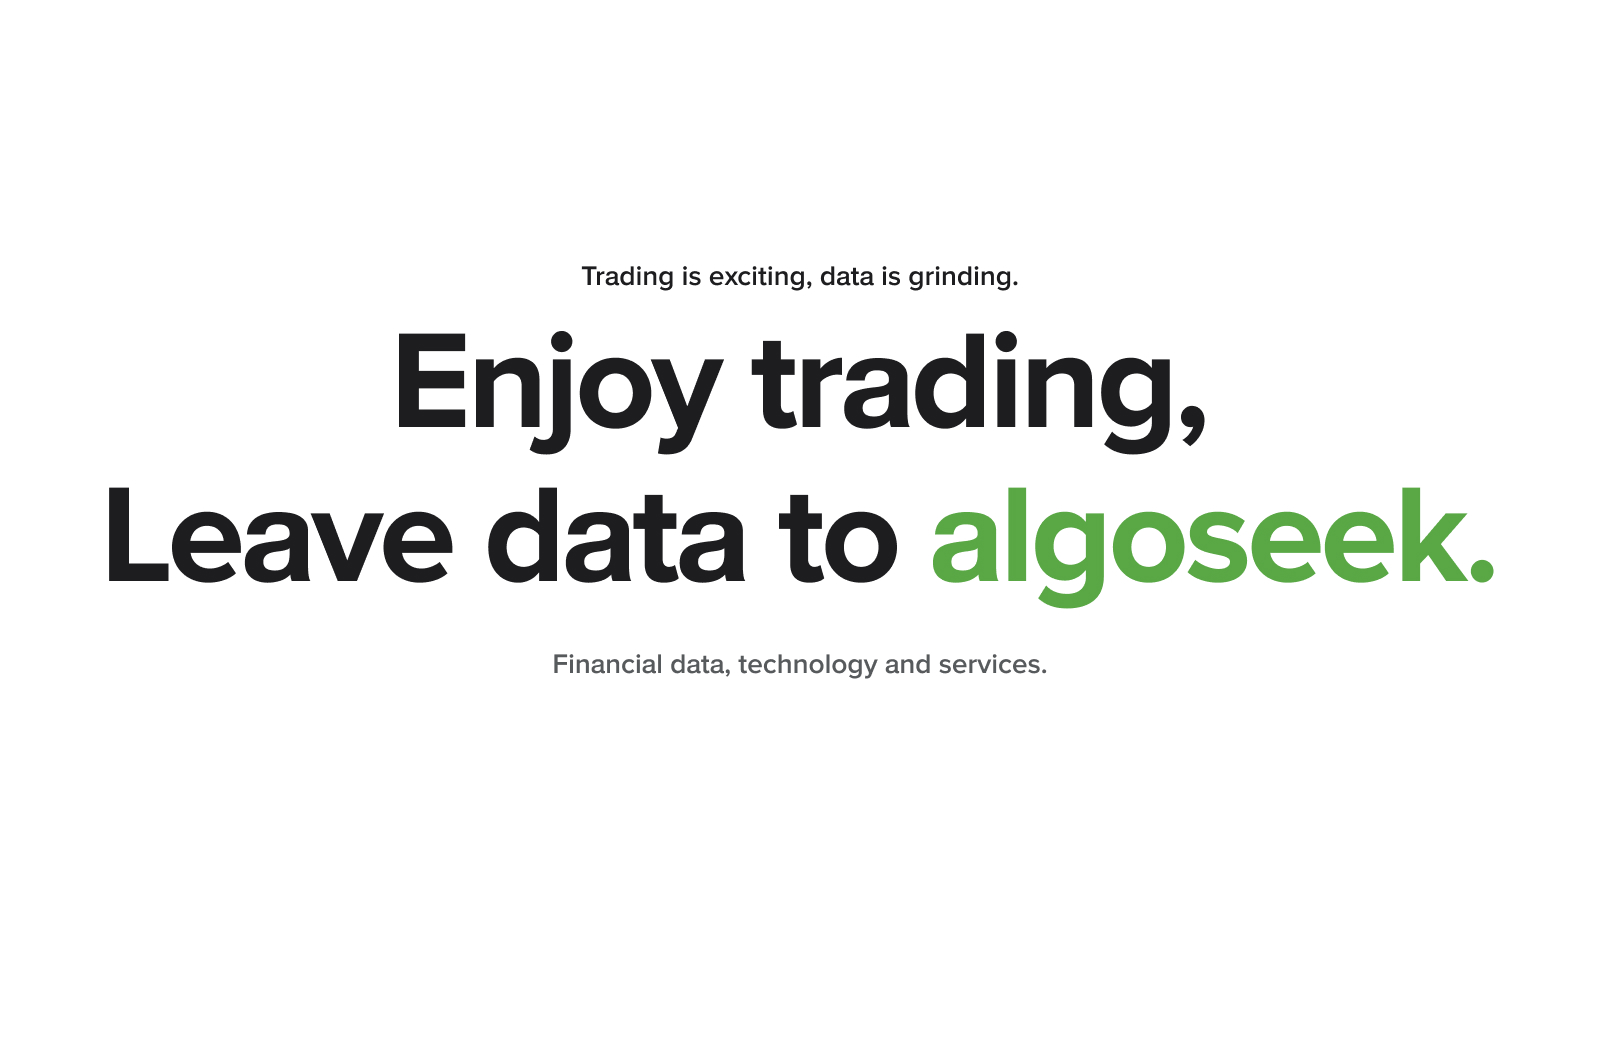 Trading is exciting, data is grinding.
Enjoy trading,
Leave data to algoseek.
Financial data, technology and services.